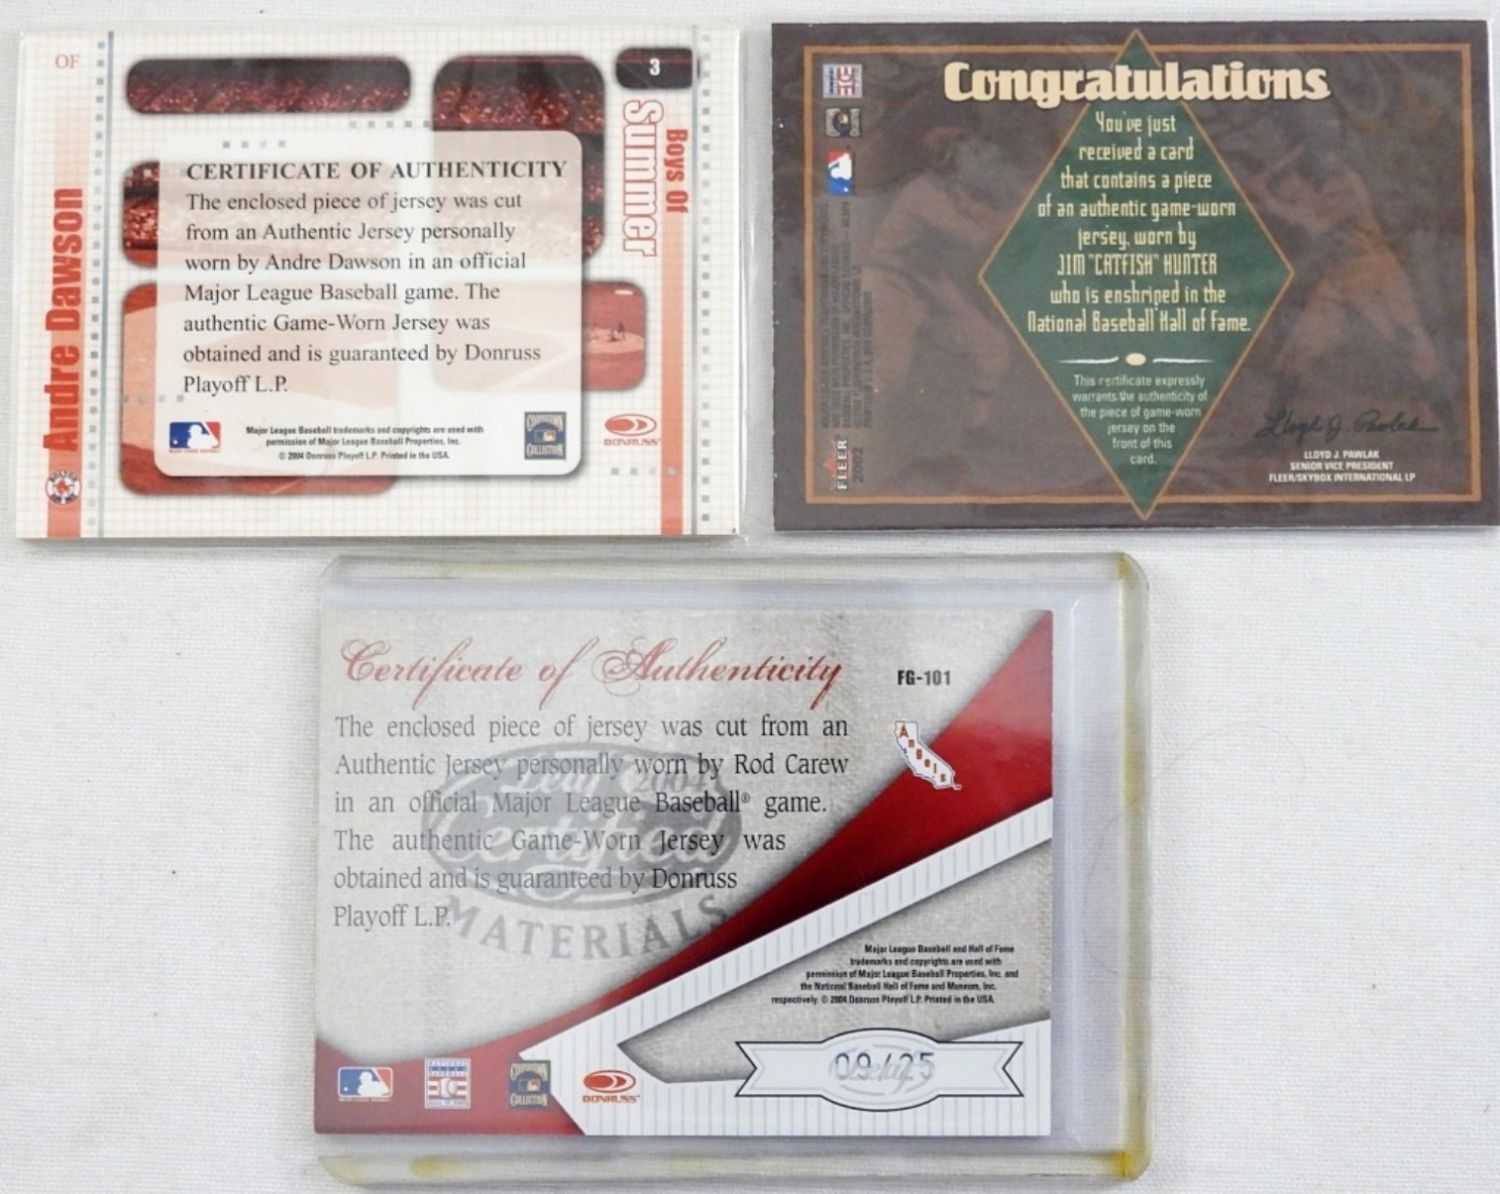 OF
3
Boys Of
Summer
Andre Dawson
CERTIFICATE OF AUTHENTICITY
The enclosed piece of jersey was cut
from an Authentic Jersey personally
worn by Andre Dawson in an official
Major League Baseball game. The
authentic Game-Worn Jersey was
obtained and is guaranteed by Donruss
Playoff L.P.
Major League Baseball trademarks and copyrights are used with
permission of Major League Baseball Properties, Inc.
© 2004 Donruss Playoff L.P. Printed in the USA.
COOPERSTOWN
COLLECTION
DONRUSS
Congratulations
You've just
received a card
that contains a piece
of an authentic game-worn
jersey, worn by
JIM "CATFISH" HUNTER
who is enshrined in the
National Baseball Hall of Fame.
This certificate expressly
warrants the authenticity of
the piece of game-worn
jersey on the
front of this
card.
Lloyd J. Pawlak
LLOYD J. PAWLAK
SENIOR VICE PRESIDENT
FLEER/SKYBOX INTERNATIONAL LP
FLEER
2002
Certificate of Authenticity
FG-101
Angels
The enclosed piece of jersey was cut from an
Authentic Jersey personally worn by Rod Carew
in an official Major League Baseball® game.
The authentic Game-Worn Jersey was
obtained and is guaranteed by Donruss
Playoff L.P.
Leaf 2004
Certified
MATERIALS
Major League Baseball and Hall of Fame
trademarks and copyrights are used with
permission of Major League Baseball Properties, Inc. and
the National Baseball Hall of Fame and Museum, Inc.
respectively. © 2004 Donruss Playoff L.P. Printed in the USA.
COOPERSTOWN
COLLECTION
DONRUSS
09/25